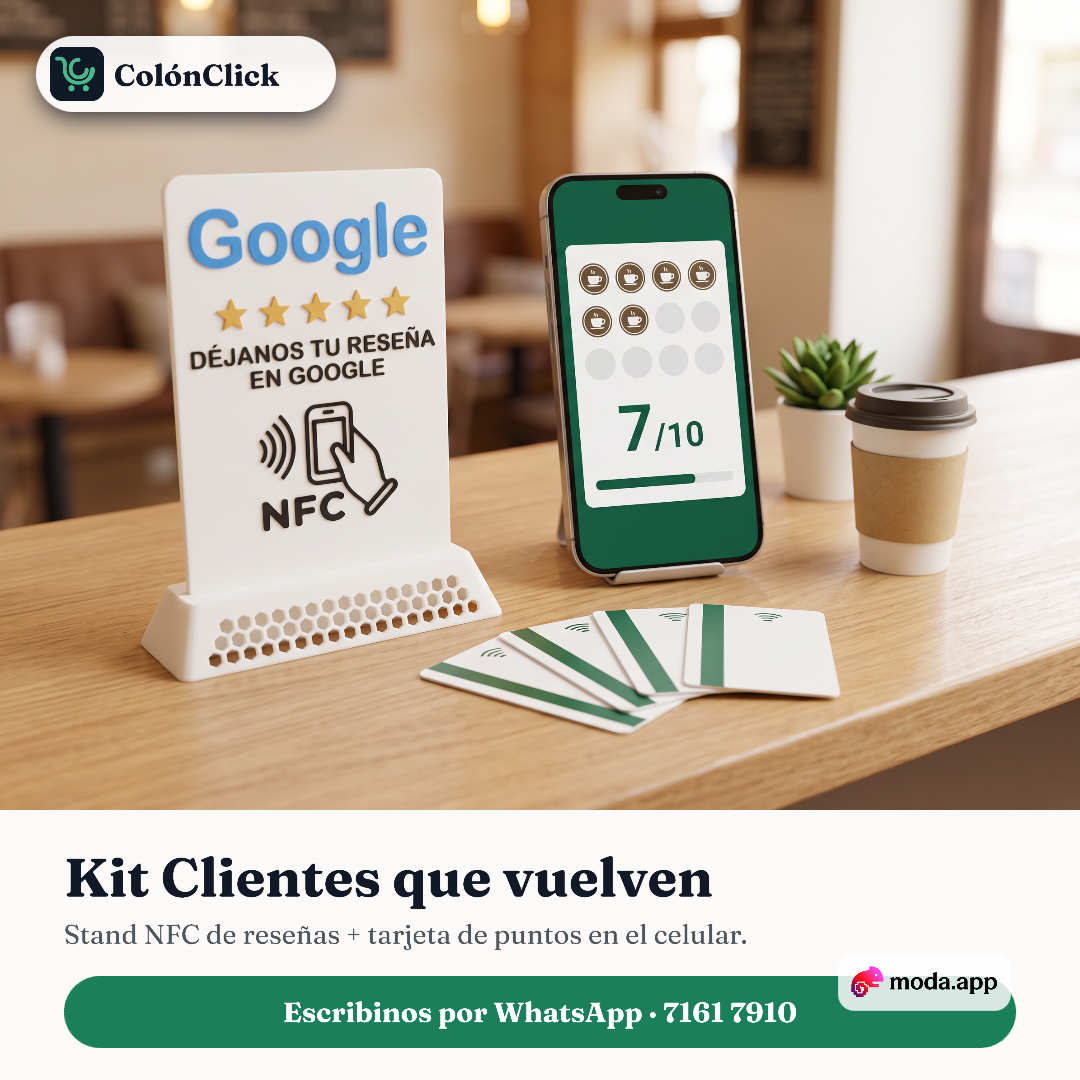 ColónClick
Google
DÉJANOS TU RESEÑA
EN GOOGLE
NFC
7/10
Kit Clientes que vuelven
Stand NFC de reseñas + tarjeta de puntos en el celular.
Escribinos por WhatsApp · 7161 7910
moda.app